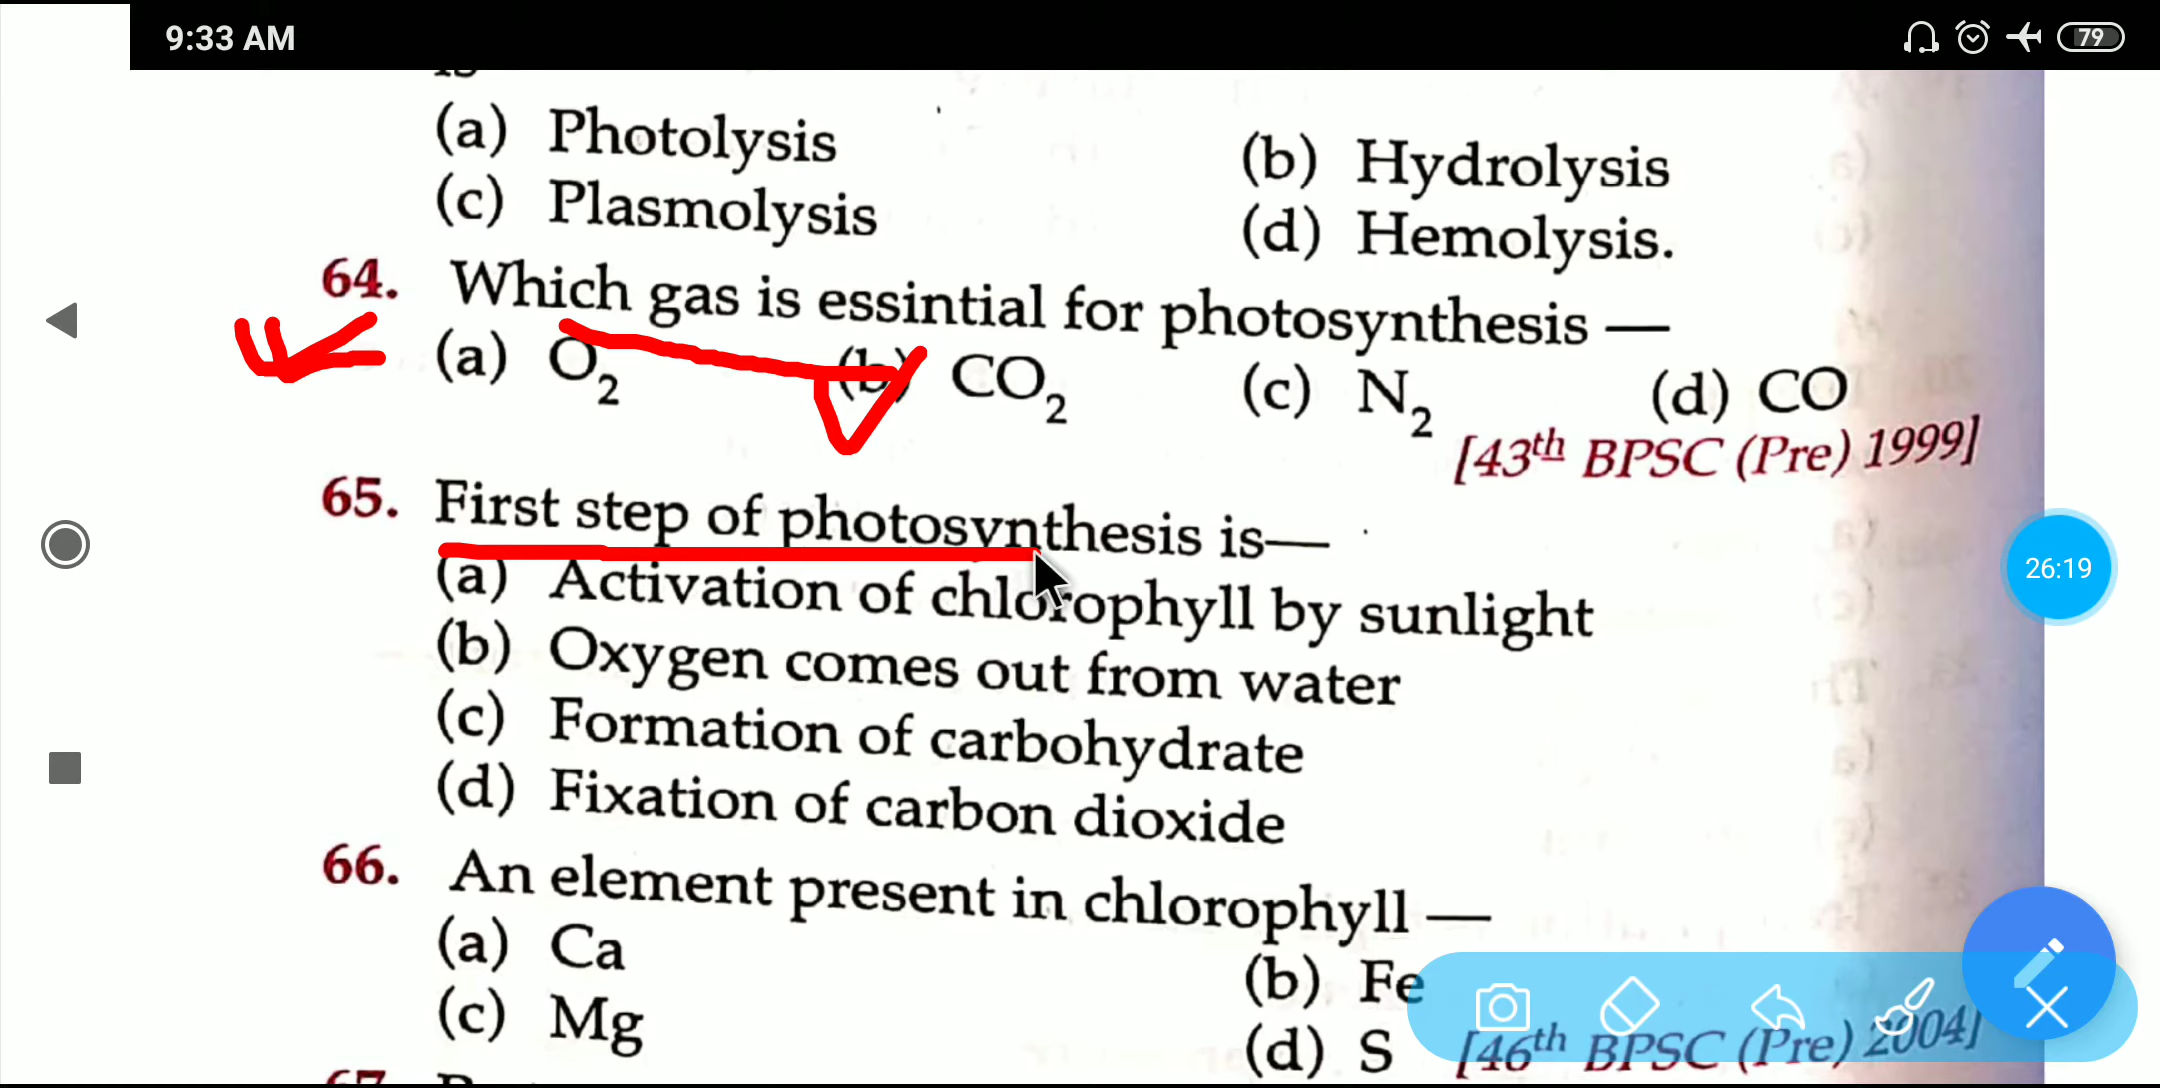 9:33 AM
79
(a) Photolysis (b) Hydrolysis
(c) Plasmolysis (d) Hemolysis.
64. Which gas is essintial for photosynthesis —
(a) O₂ (b) CO₂ (c) N₂ (d) CO
[43th BPSC (Pre) 1999]
65. First step of photosynthesis is—
26:19
(a) Activation of chlorophyll by sunlight
(b) Oxygen comes out from water
(c) Formation of carbohydrate
(d) Fixation of carbon dioxide
66. An element present in chlorophyll —
(a) Ca (b) Fe
(c) Mg (d) S [46th BPSC (Pre) 2004]